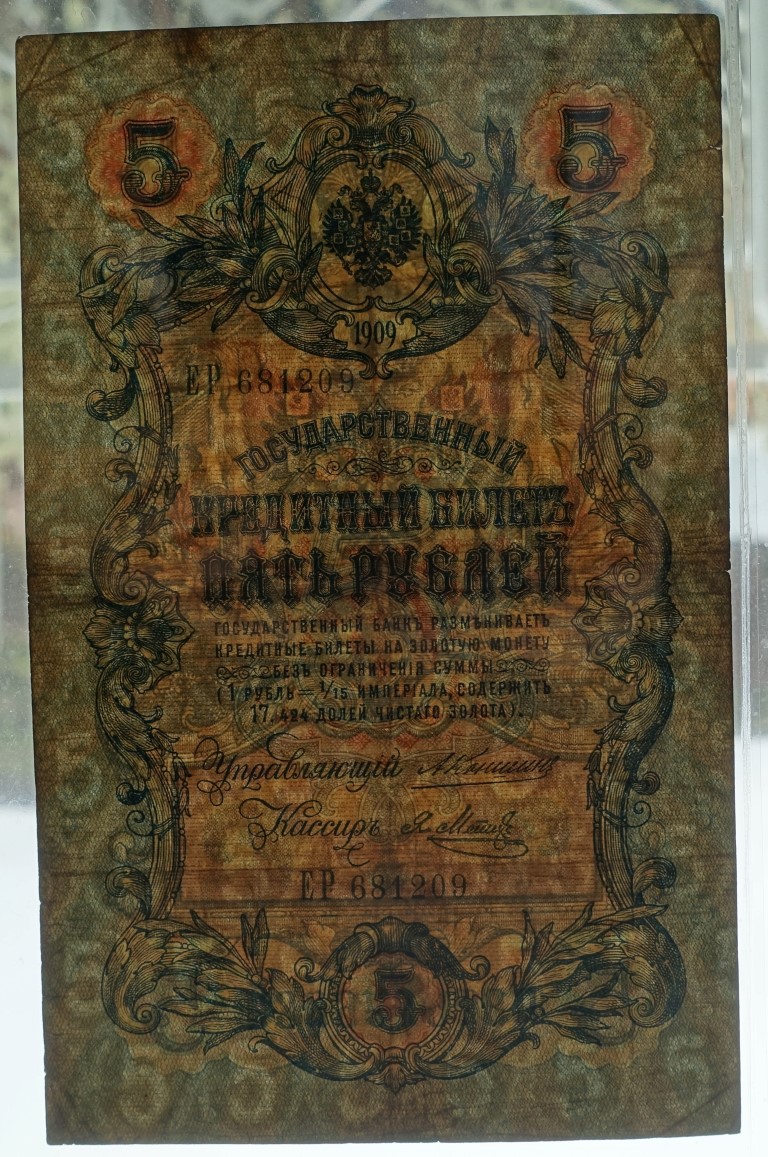 5 5
1909
ЕР 681209
ГОСУДАРСТВЕННЫЙ
КРЕДИТНЫЙ БИЛЕТЪ
ПЯТЬ РУБЛЕЙ
ГОСУДАРСТВЕННЫЙ БАНКЪ РАЗМѢНИВАЕТЪ
КРЕДИТНЫЕ БИЛЕТЫ НА ЗОЛОТУЮ МОНЕТУ
БЕЗЪ ОГРАНИЧЕНІЯ СУММЫ
(1 РУБЛЬ = 1/15 ИМПЕРІАЛА, СОДЕРЖИТЪ
17,424 ДОЛЕЙ ЧИСТАГО ЗОЛОТА).
Управляющій
Кассиръ
ЕР 681209
5